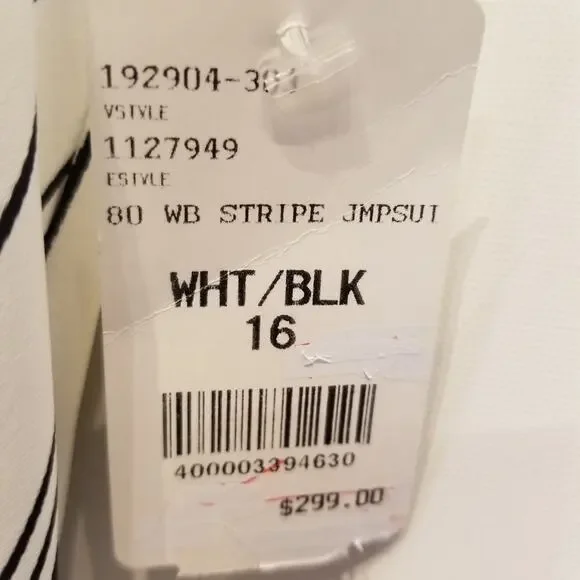 192904-301
VSTYLE
1127949
ESTYLE
80 WB STRIPE JMPSUI
WHT/BLK
16
400003394630
$299.00